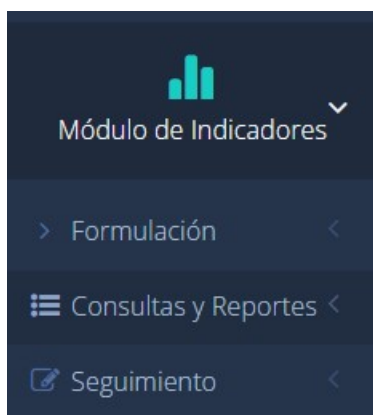 Módulo de Indicadores
Formulación
Consultas y Reportes
Seguimiento